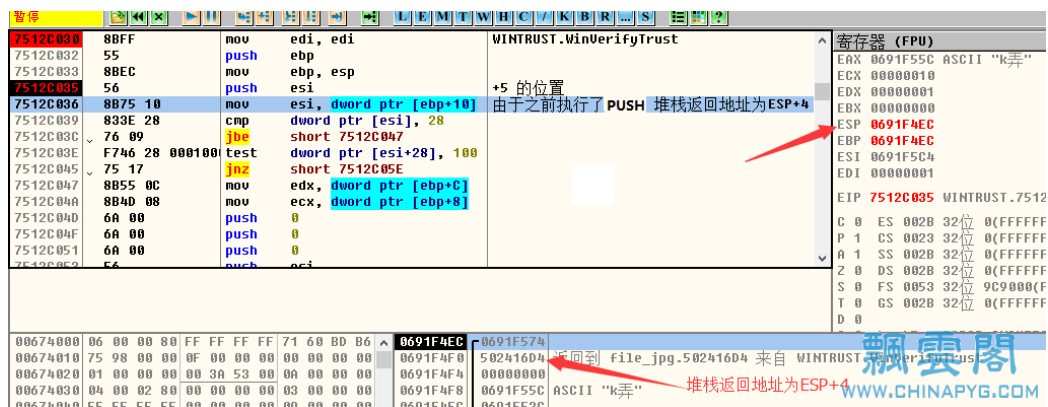 暂停 L E M T W H C / K B R ... S ?
7512C030 8BFF mov edi, edi WINTRUST.WinVerifyTrust
7512C032 55 push ebp
7512C033 8BEC mov ebp, esp
7512C035 56 push esi +5 的位置
7512C036 8B75 10 mov esi, dword ptr [ebp+10] 由于之前执行了 PUSH 堆栈返回地址为ESP+4
7512C039 833E 28 cmp dword ptr [esi], 28
7512C03C 76 09 jbe short 7512C047
7512C03E F746 28 000100 test dword ptr [esi+28], 100
7512C045 75 17 jnz short 7512C05E
7512C047 8B55 0C mov edx, dword ptr [ebp+C]
7512C04A 8B4D 08 mov ecx, dword ptr [ebp+8]
7512C04D 6A 00 push 0
7512C04F 6A 00 push 0
7512C051 6A 00 push 0
寄存器 (FPU)
EAX 0691F55C ASCII "k弄"
ECX 00000010
EDX 00000001
EBX 00000000
ESP 0691F4EC
EBP 0691F4EC
ESI 0691F5C4
EDI 00000001
EIP 7512C035 WINTRUST.7512
C 0 ES 002B 32位 0(FFFFFF
P 1 CS 0023 32位 0(FFFFFF
A 1 SS 002B 32位 0(FFFFFF
Z 0 DS 002B 32位 0(FFFFFF
S 0 FS 0053 32位 9C9000(F
T 0 GS 002B 32位 0(FFFFFF
D 0
00674000 06 00 00 80 FF FF FF FF 71 60 BD B6
00674010 75 98 00 00 0F 00 00 00 00 00 00 00
00674020 01 00 00 00 00 3A 53 00 0A 00 00 00
00674030 04 00 02 80 00 00 00 00 03 00 00 00
0691F4EC 0691F574
0691F4F0 502416D4 返回到 file_jpg.502416D4 来自 WINTRUST.WinVerifyTrust
0691F4F4 00000000
0691F4F8 0691F55C ASCII "k弄"
堆栈返回地址为ESP+4
飘雲閣
WWW.CHINAPYG.COM